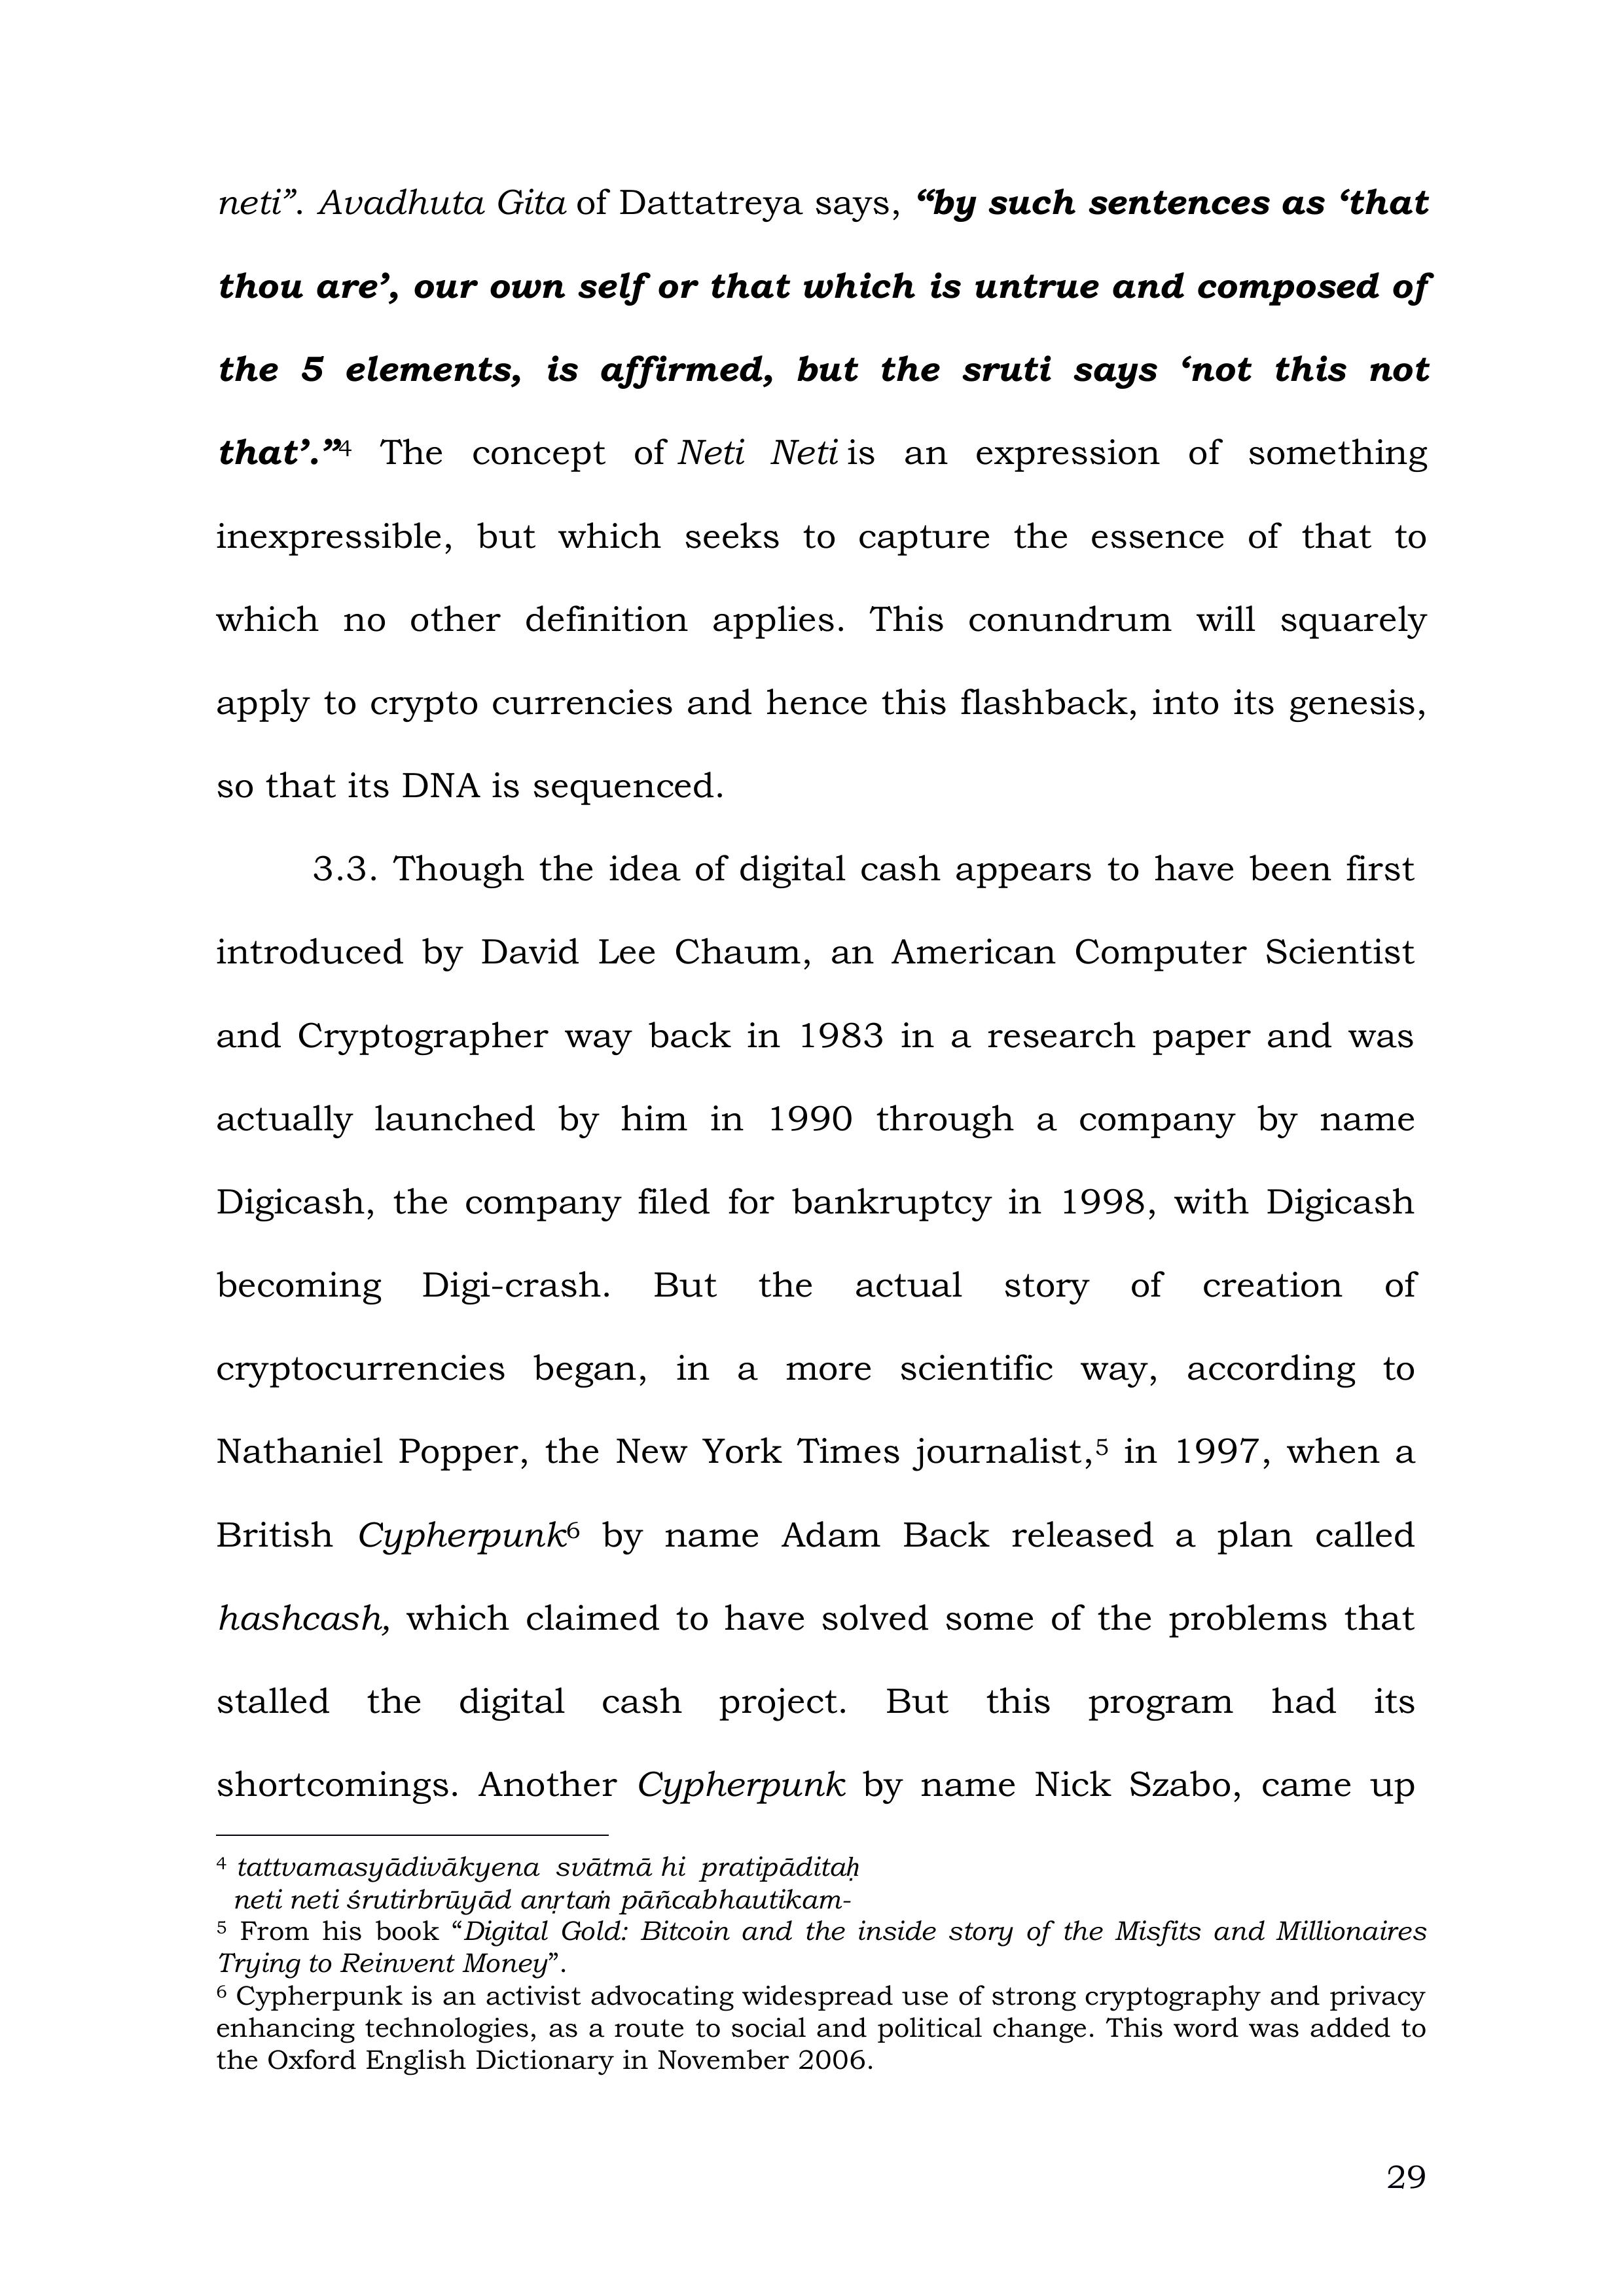 neti”. Avadhuta Gita of Dattatreya says, “by such sentences as ‘that
thou are’, our own self or that which is untrue and composed of
the 5 elements, is affirmed, but the sruti says ‘not this not
that’.”4 The concept of Neti Neti is an expression of something
inexpressible, but which seeks to capture the essence of that to
which no other definition applies. This conundrum will squarely
apply to crypto currencies and hence this flashback, into its genesis,
so that its DNA is sequenced.
3.3. Though the idea of digital cash appears to have been first
introduced by David Lee Chaum, an American Computer Scientist
and Cryptographer way back in 1983 in a research paper and was
actually launched by him in 1990 through a company by name
Digicash, the company filed for bankruptcy in 1998, with Digicash
becoming Digi-crash. But the actual story of creation of
cryptocurrencies began, in a more scientific way, according to
Nathaniel Popper, the New York Times journalist,5 in 1997, when a
British Cypherpunk6 by name Adam Back released a plan called
hashcash, which claimed to have solved some of the problems that
stalled the digital cash project. But this program had its
shortcomings. Another Cypherpunk by name Nick Szabo, came up
4 tattvamasyādivākyena svātmā hi pratipāditaḥ
neti neti śrutirbrūyād anṛtaṁ pāñcabhautikam-
5 From his book “Digital Gold: Bitcoin and the inside story of the Misfits and Millionaires
Trying to Reinvent Money”.
6 Cypherpunk is an activist advocating widespread use of strong cryptography and privacy
enhancing technologies, as a route to social and political change. This word was added to
the Oxford English Dictionary in November 2006.
29